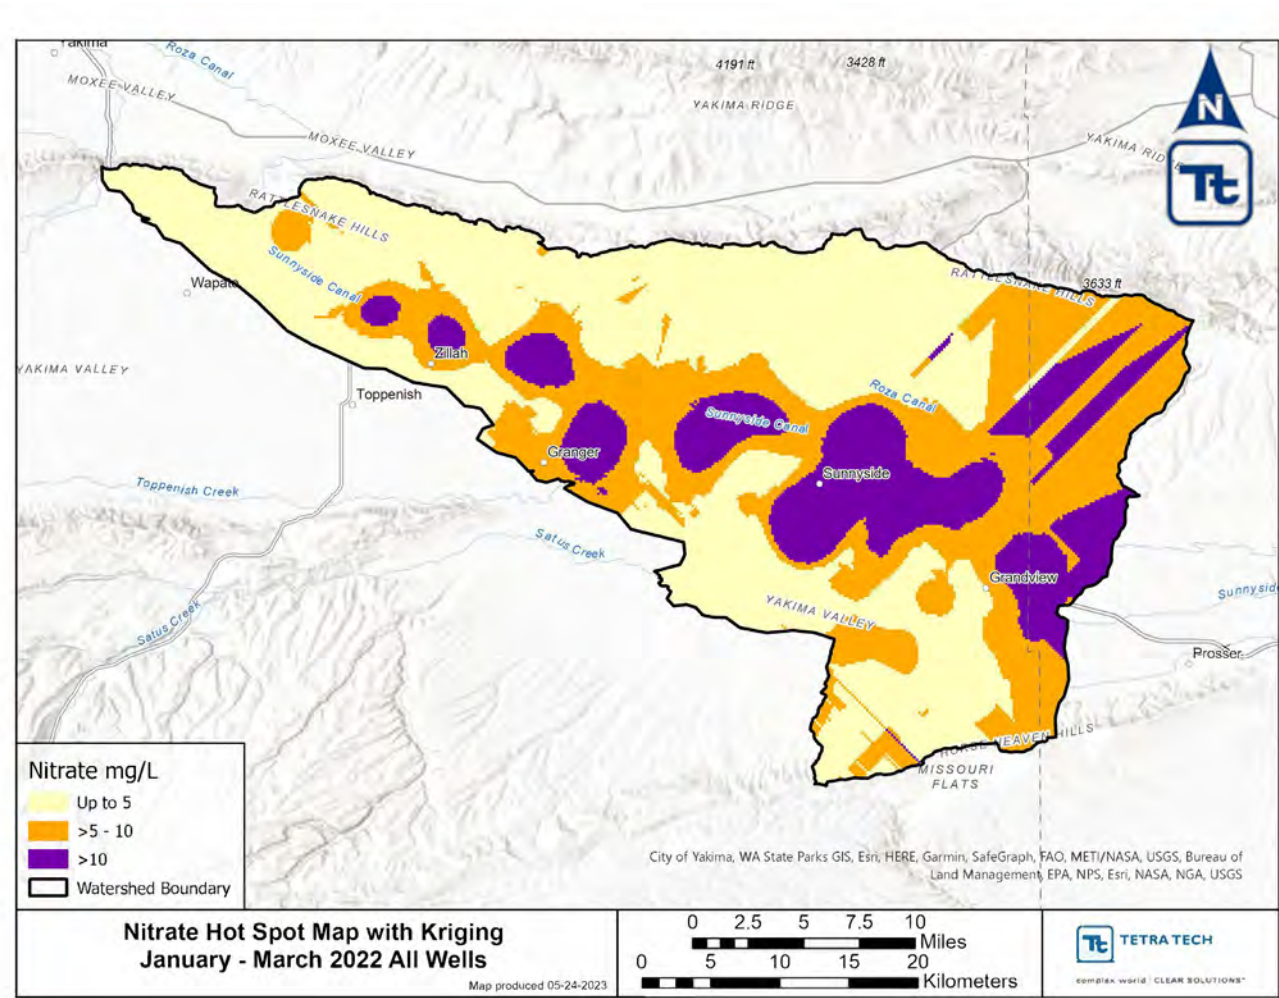 Yakima
Roza Canal
4191 ft
3428 ft
MOXEE VALLEY
YAKIMA RIDGE
N
MOXEE VALLEY
YAKIMA RIDGE
Tt
RATTLESNAKE HILLS
Sunnyside Canal
RATTLESNAKE HILLS
3633 ft
Wapato
Zillah
YAKIMA VALLEY
Toppenish
Roza Canal
Sunnyside Canal
Granger
Sunnyside
Toppenish Creek
Satus Creek
Grandview
Sunnyside
YAKIMA VALLEY
Satus Creek
Prosser
HORSE HEAVEN HILLS
MISSOURI
FLATS
Nitrate mg/L
Up to 5
>5 - 10
>10
Watershed Boundary
City of Yakima, WA State Parks GIS, Esri, HERE, Garmin, SafeGraph, FAO, METI/NASA, USGS, Bureau of
Land Management, EPA, NPS, Esri, NASA, NGA, USGS
Nitrate Hot Spot Map with Kriging
January - March 2022 All Wells
Map produced 05-24-2023
0 2.5 5 7.5 10
Miles
0 5 10 15 20
Kilometers
Tt TETRA TECH
complex world | CLEAR SOLUTIONS™